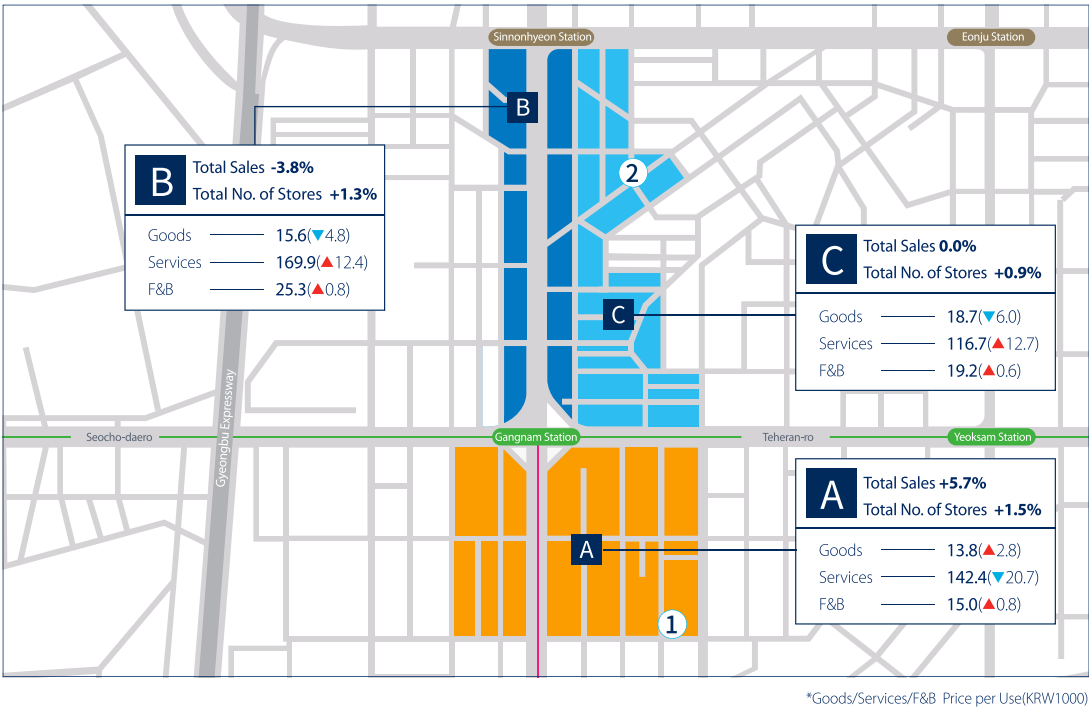 Sinnonhyeon Station
Eonju Station
B
B
Total Sales -3.8%
Total No. of Stores +1.3%
Goods 15.6(▼4.8)
Services 169.9(▲12.4)
F&B 25.3(▲0.8)
2
C
C
Total Sales 0.0%
Total No. of Stores +0.9%
Goods 18.7(▼6.0)
Services 116.7(▲12.7)
F&B 19.2(▲0.6)
Gyeongbu Expressway
Seocho-daero
Gangnam Station
Teheran-ro
Yeoksam Station
A
A
Total Sales +5.7%
Total No. of Stores +1.5%
Goods 13.8(▲2.8)
Services 142.4(▼20.7)
F&B 15.0(▲0.8)
1
*Goods/Services/F&B Price per Use(KRW1000)